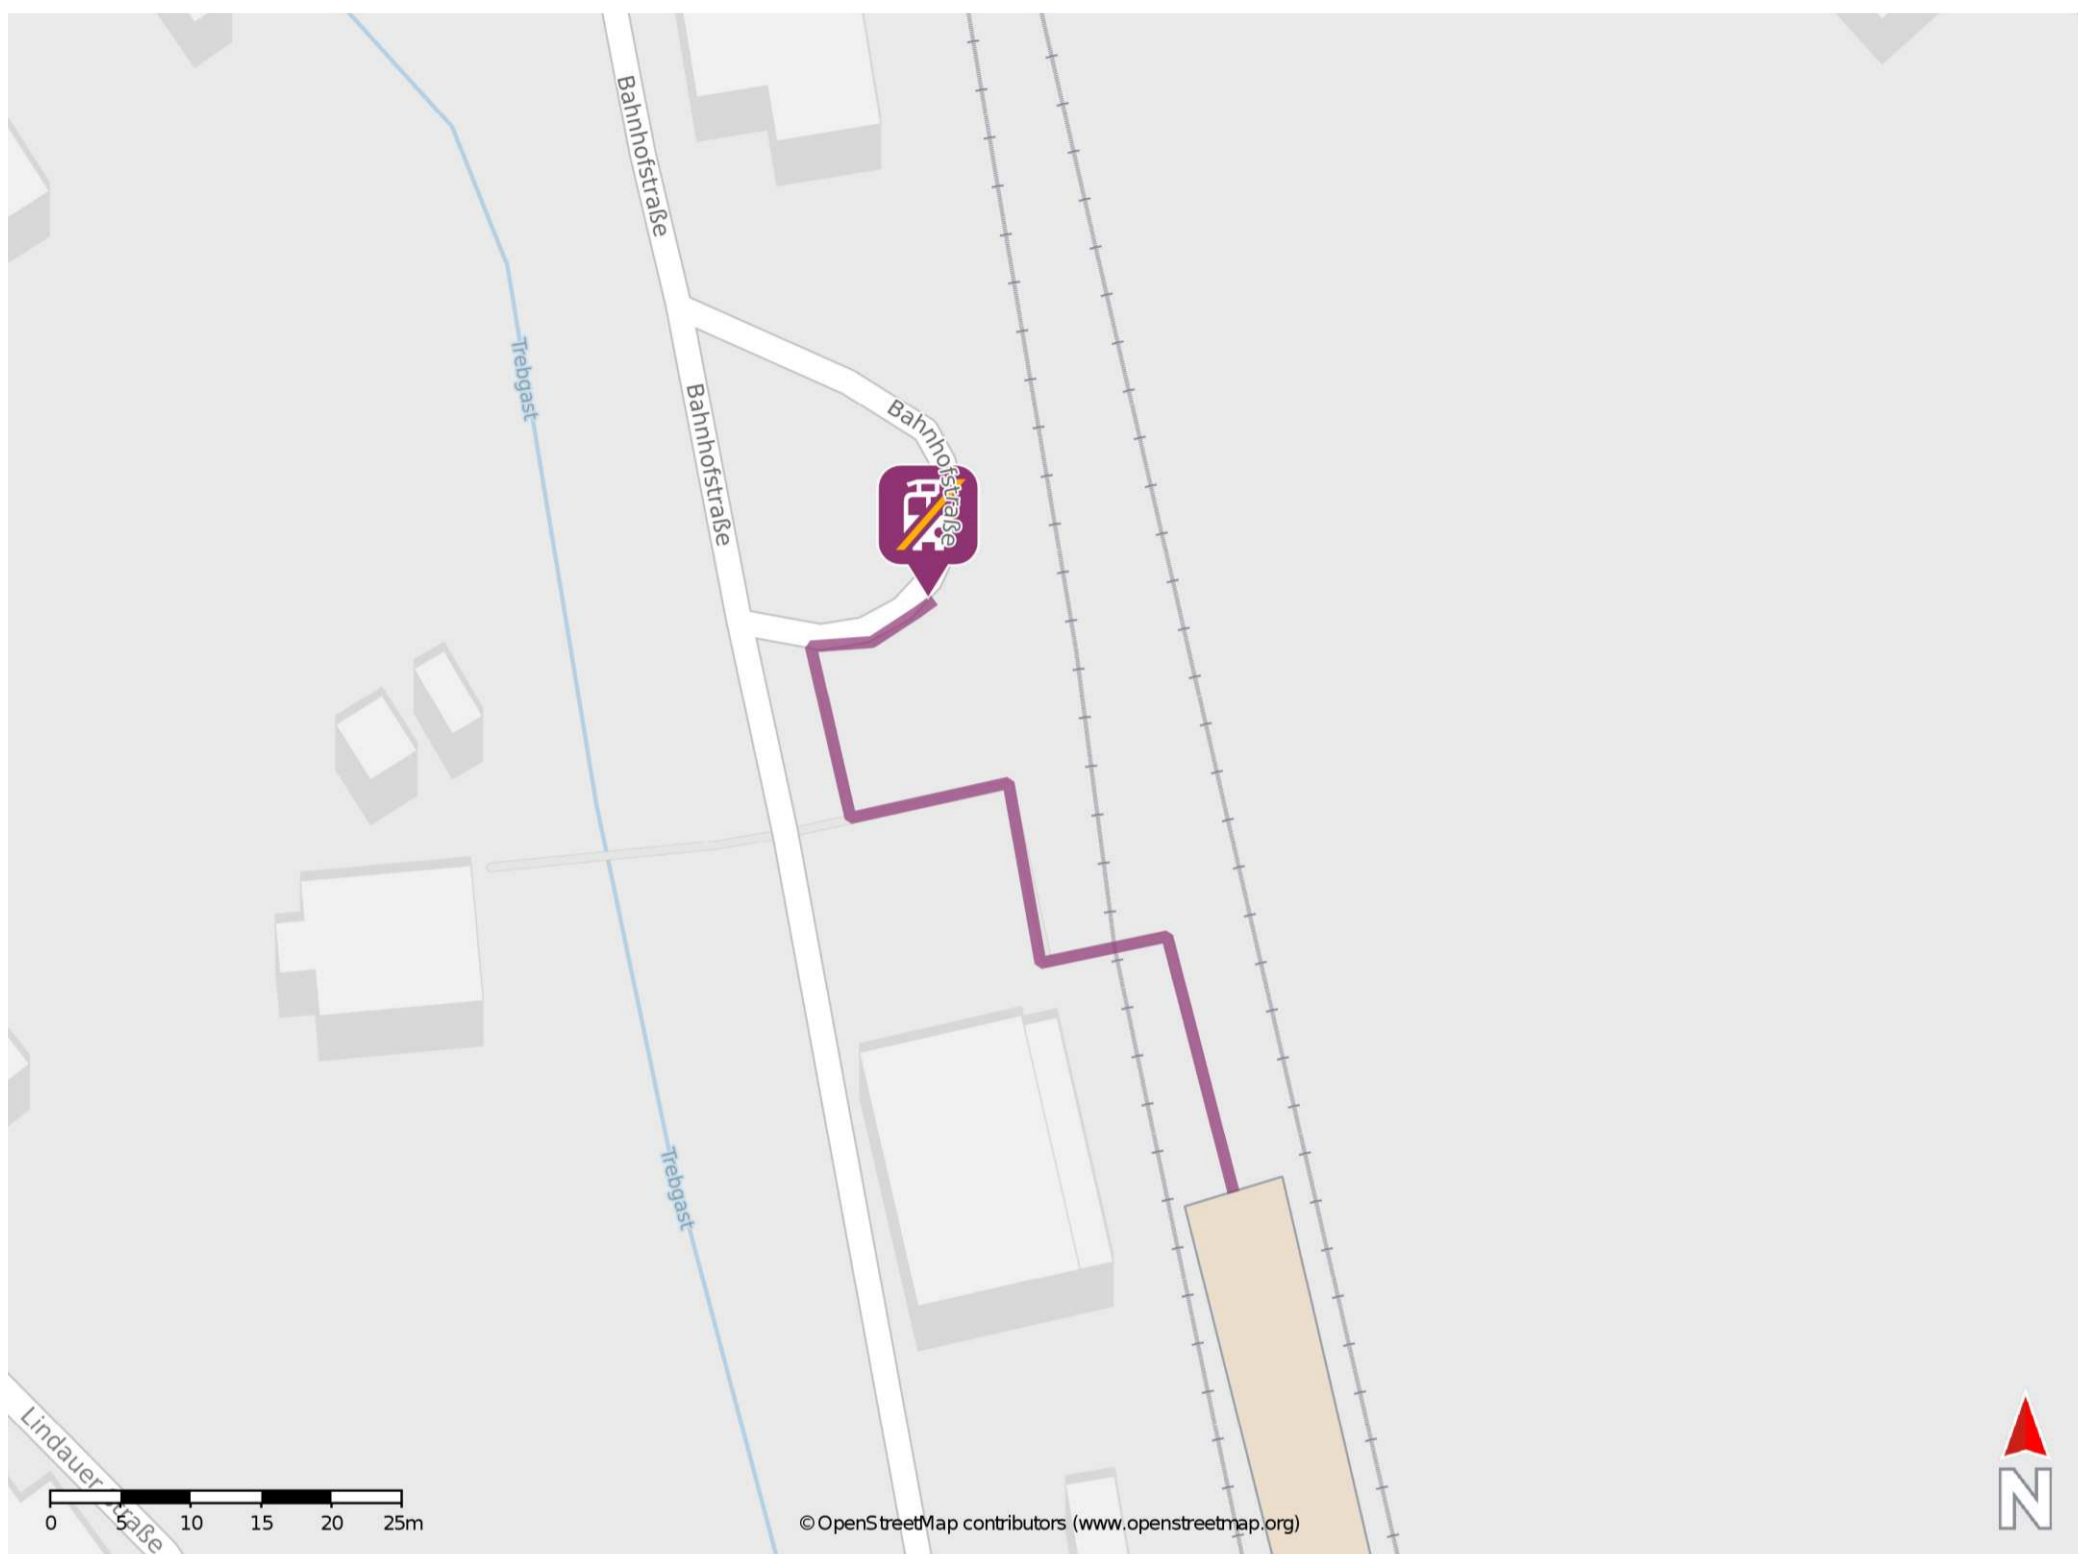 Bahnhofstraße
Trebgast
Bahnhofstraße
Bahnhofstraße
Trebgast
Lindauer Straße
0 5 10 15 20 25m
© OpenStreetMap contributors (www.openstreetmap.org)
N